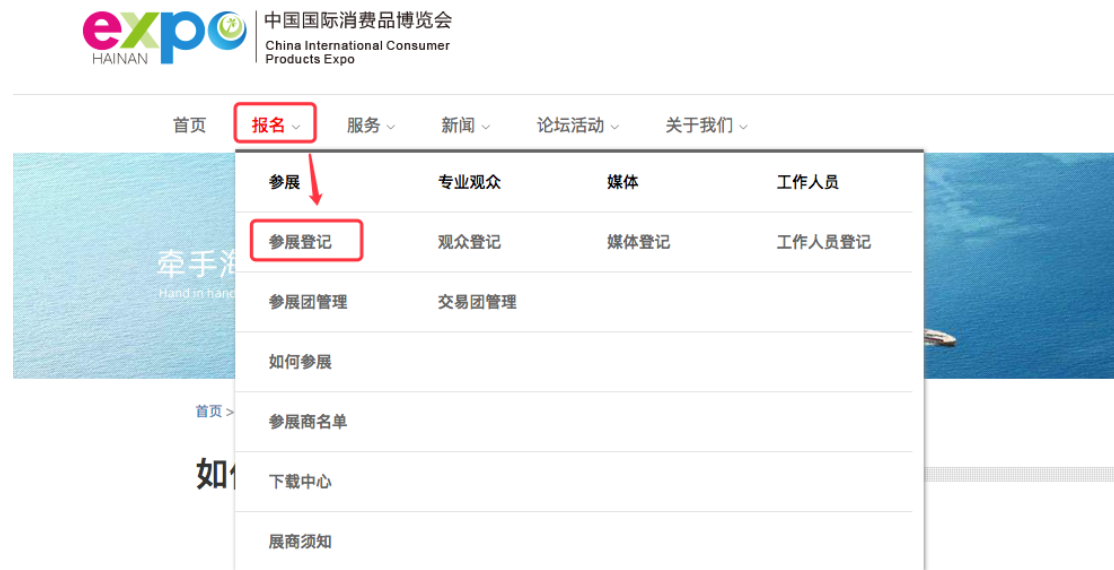 expo
HAINAN
中国国际消费品博览会
China International Consumer
Products Expo
首页 报名 服务 新闻 论坛活动 关于我们
参展 专业观众 媒体 工作人员
参展登记 观众登记 媒体登记 工作人员登记
牵手海
Hand in hand
参展团管理 交易团管理
如何参展
首页 >
参展商名单
如
下载中心
展商须知